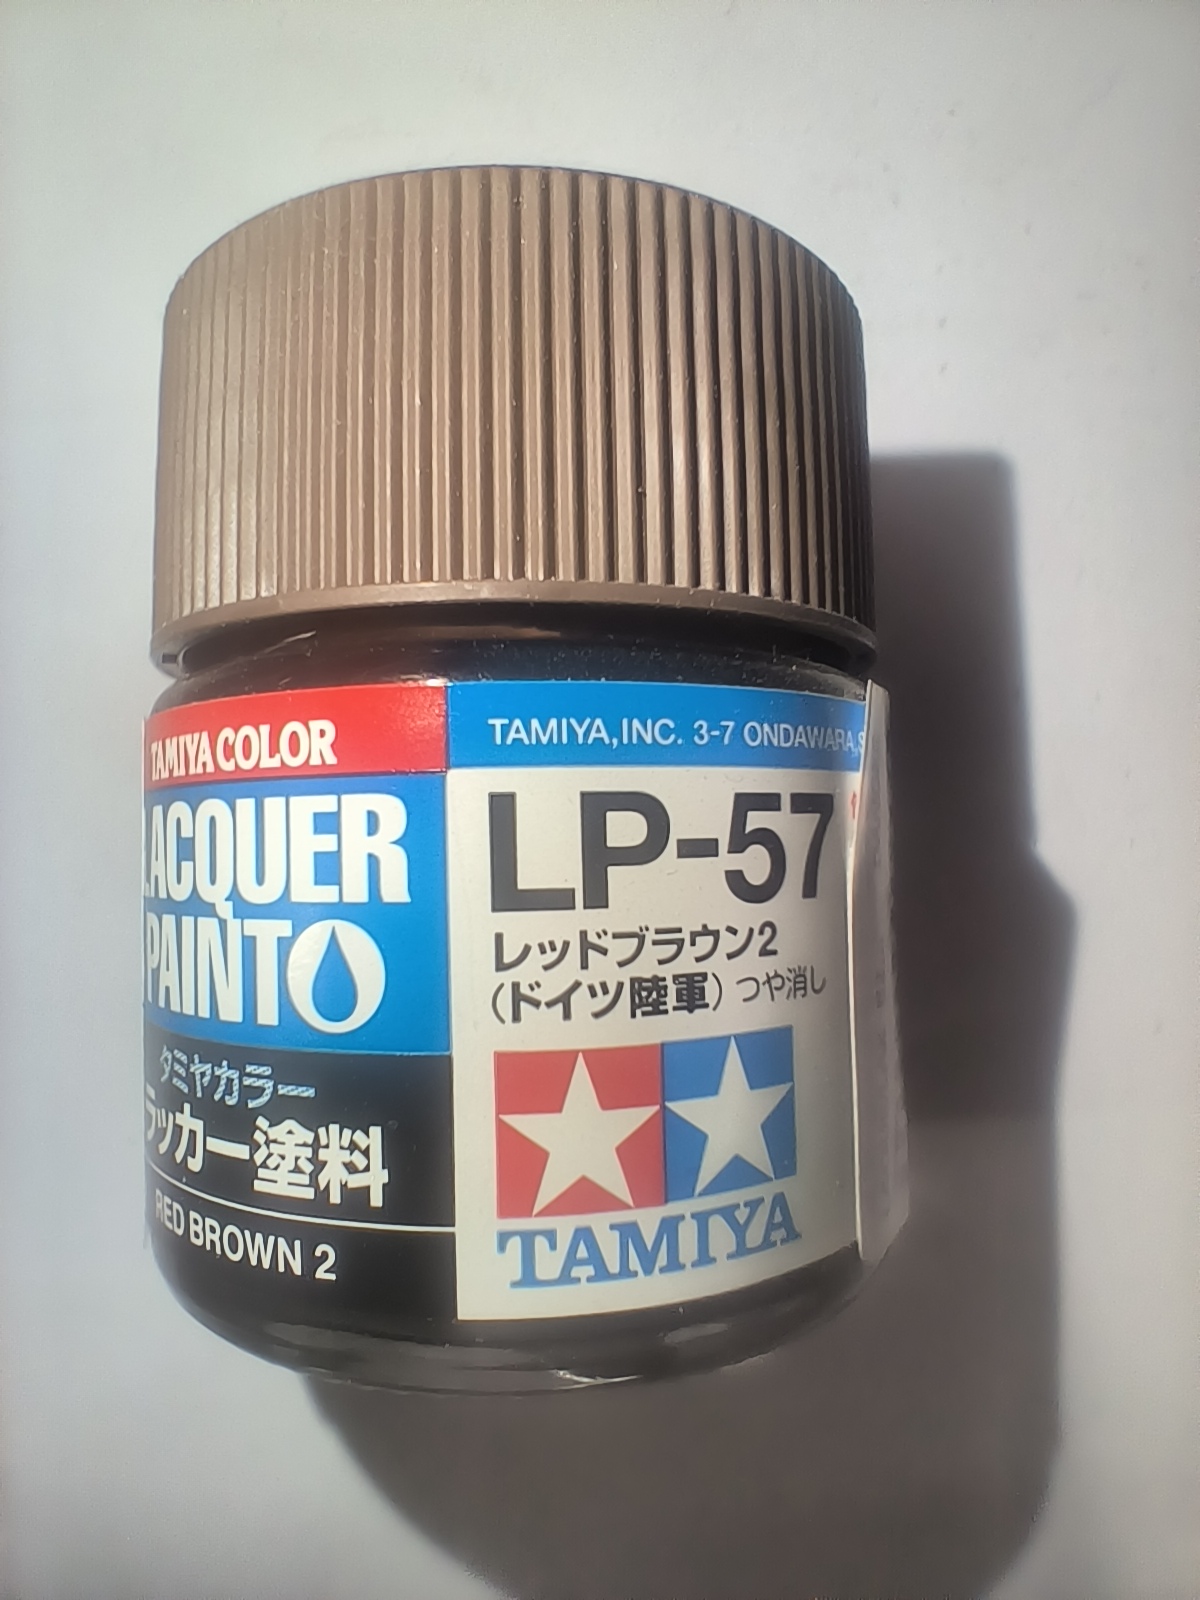 TAMIYA COLOR
LACQUER
PAINT
タミヤカラー
ラッカー塗料
RED BROWN 2
TAMIYA,INC. 3-7 ONDAWARA,S
LP-57
レッドブラウン2
(ドイツ陸軍) つや消し
TAMIYA